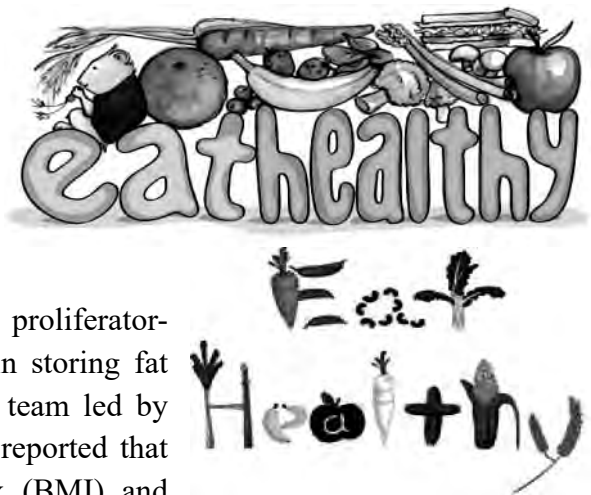 eathealthy
Eat
Healthy
proliferator-
n storing fat
team led by
reported that
(BMI) and